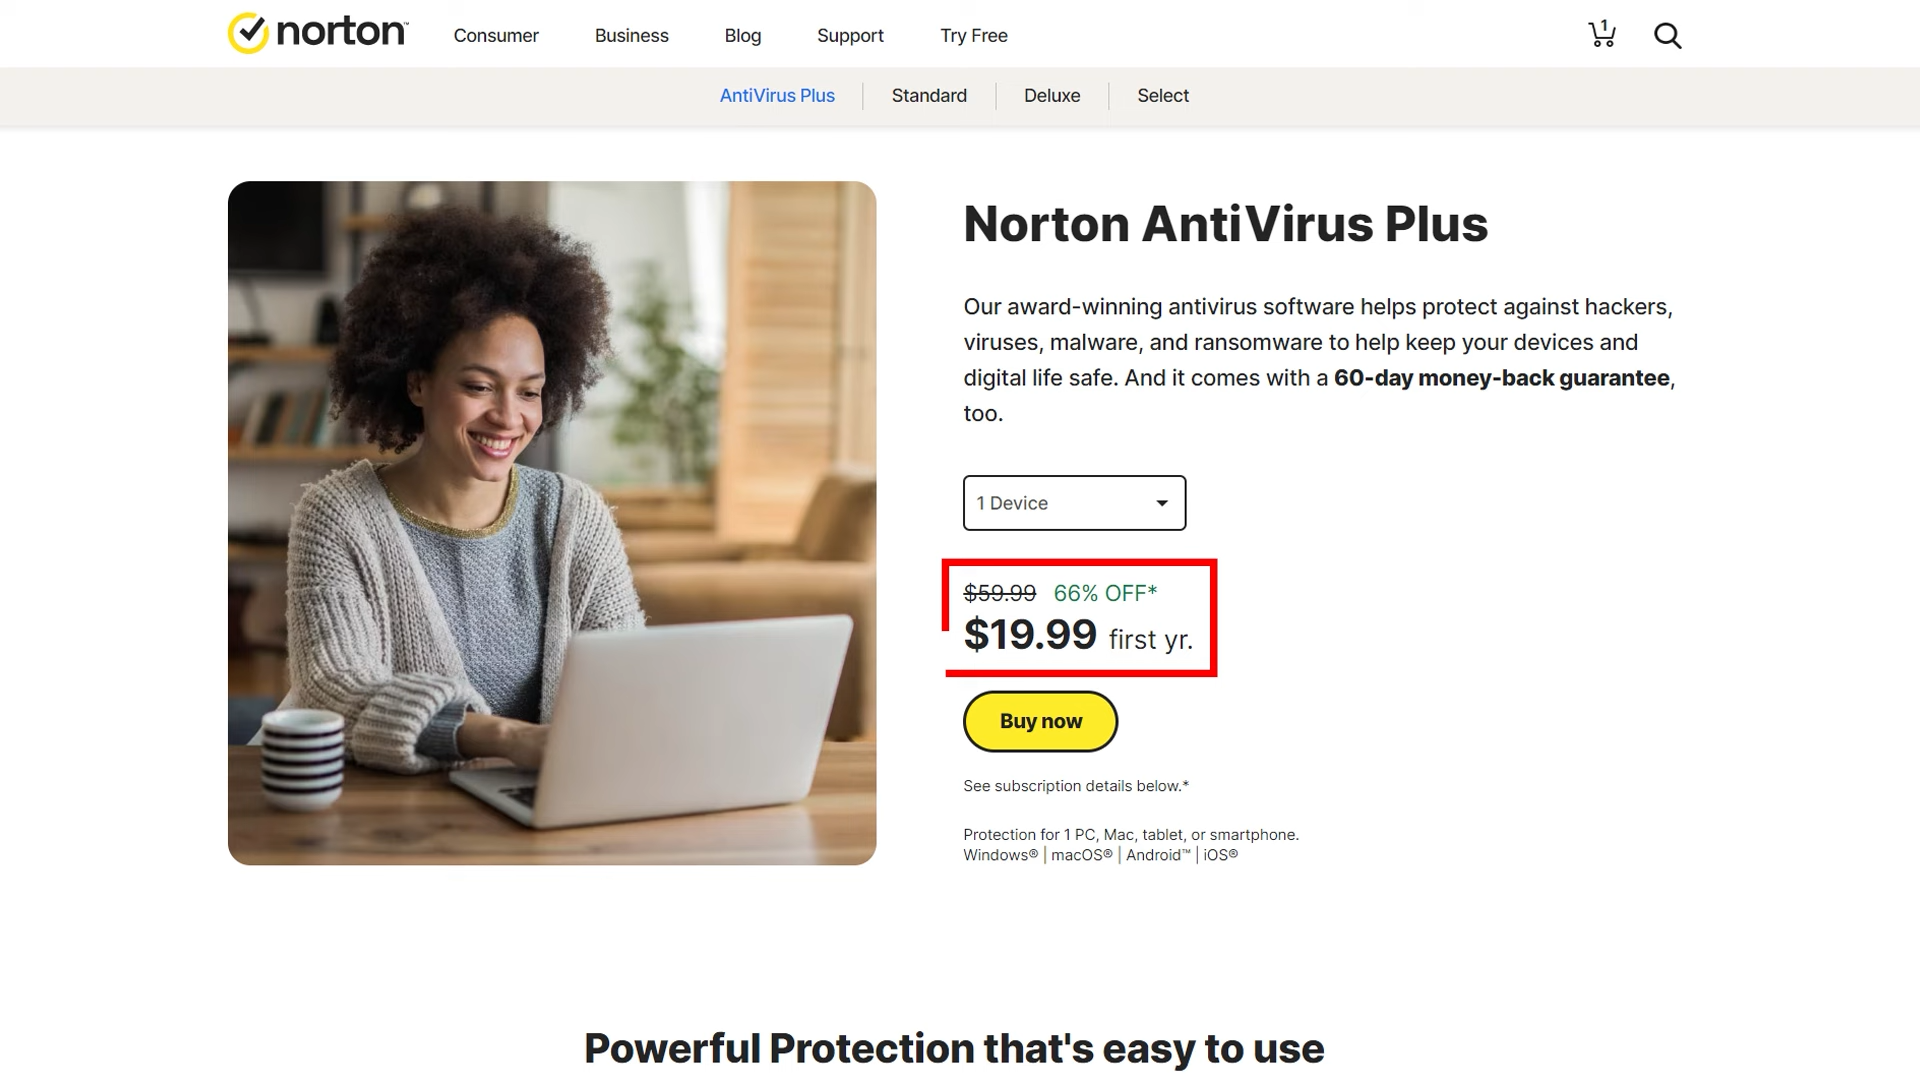 norton™
Consumer
Business
Blog
Support
Try Free
1
AntiVirus Plus
Standard
Deluxe
Select
Norton AntiVirus Plus
Our award-winning antivirus software helps protect against hackers,
viruses, malware, and ransomware to help keep your devices and
digital life safe. And it comes with a 60-day money-back guarantee,
too.
1 Device
$59.99 66% OFF*
$19.99 first yr.
Buy now
See subscription details below.*
Protection for 1 PC, Mac, tablet, or smartphone.
Windows® | macOS® | Android™ | iOS®
Powerful Protection that's easy to use